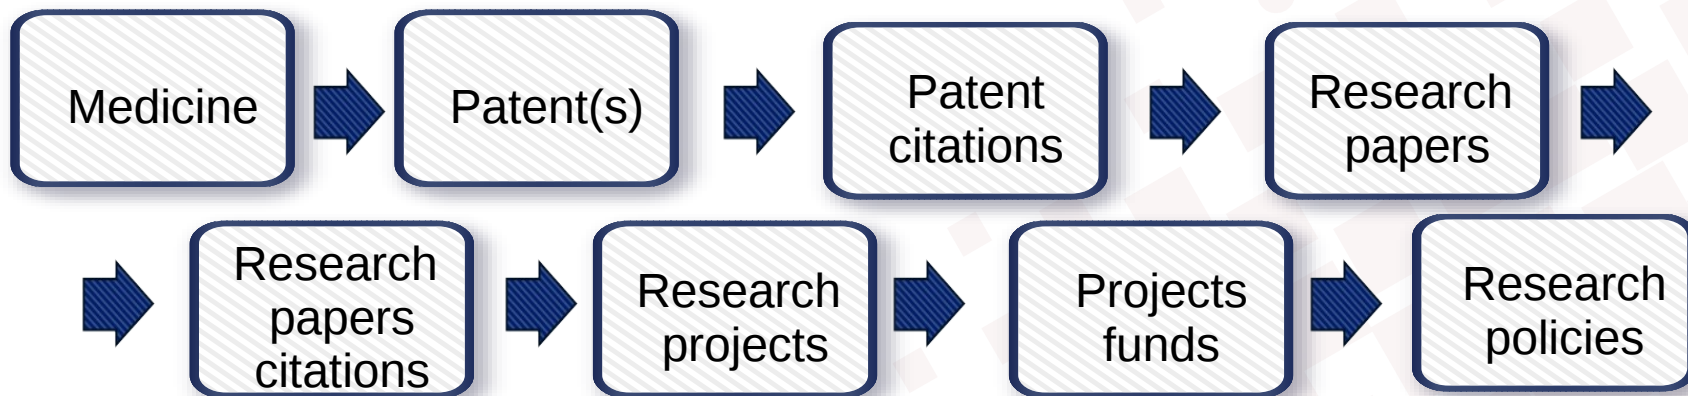 Medicine
Patent(s)
Patent
citations
Research
papers
Research
papers
citations
Research
projects
Projects
funds
Research
policies